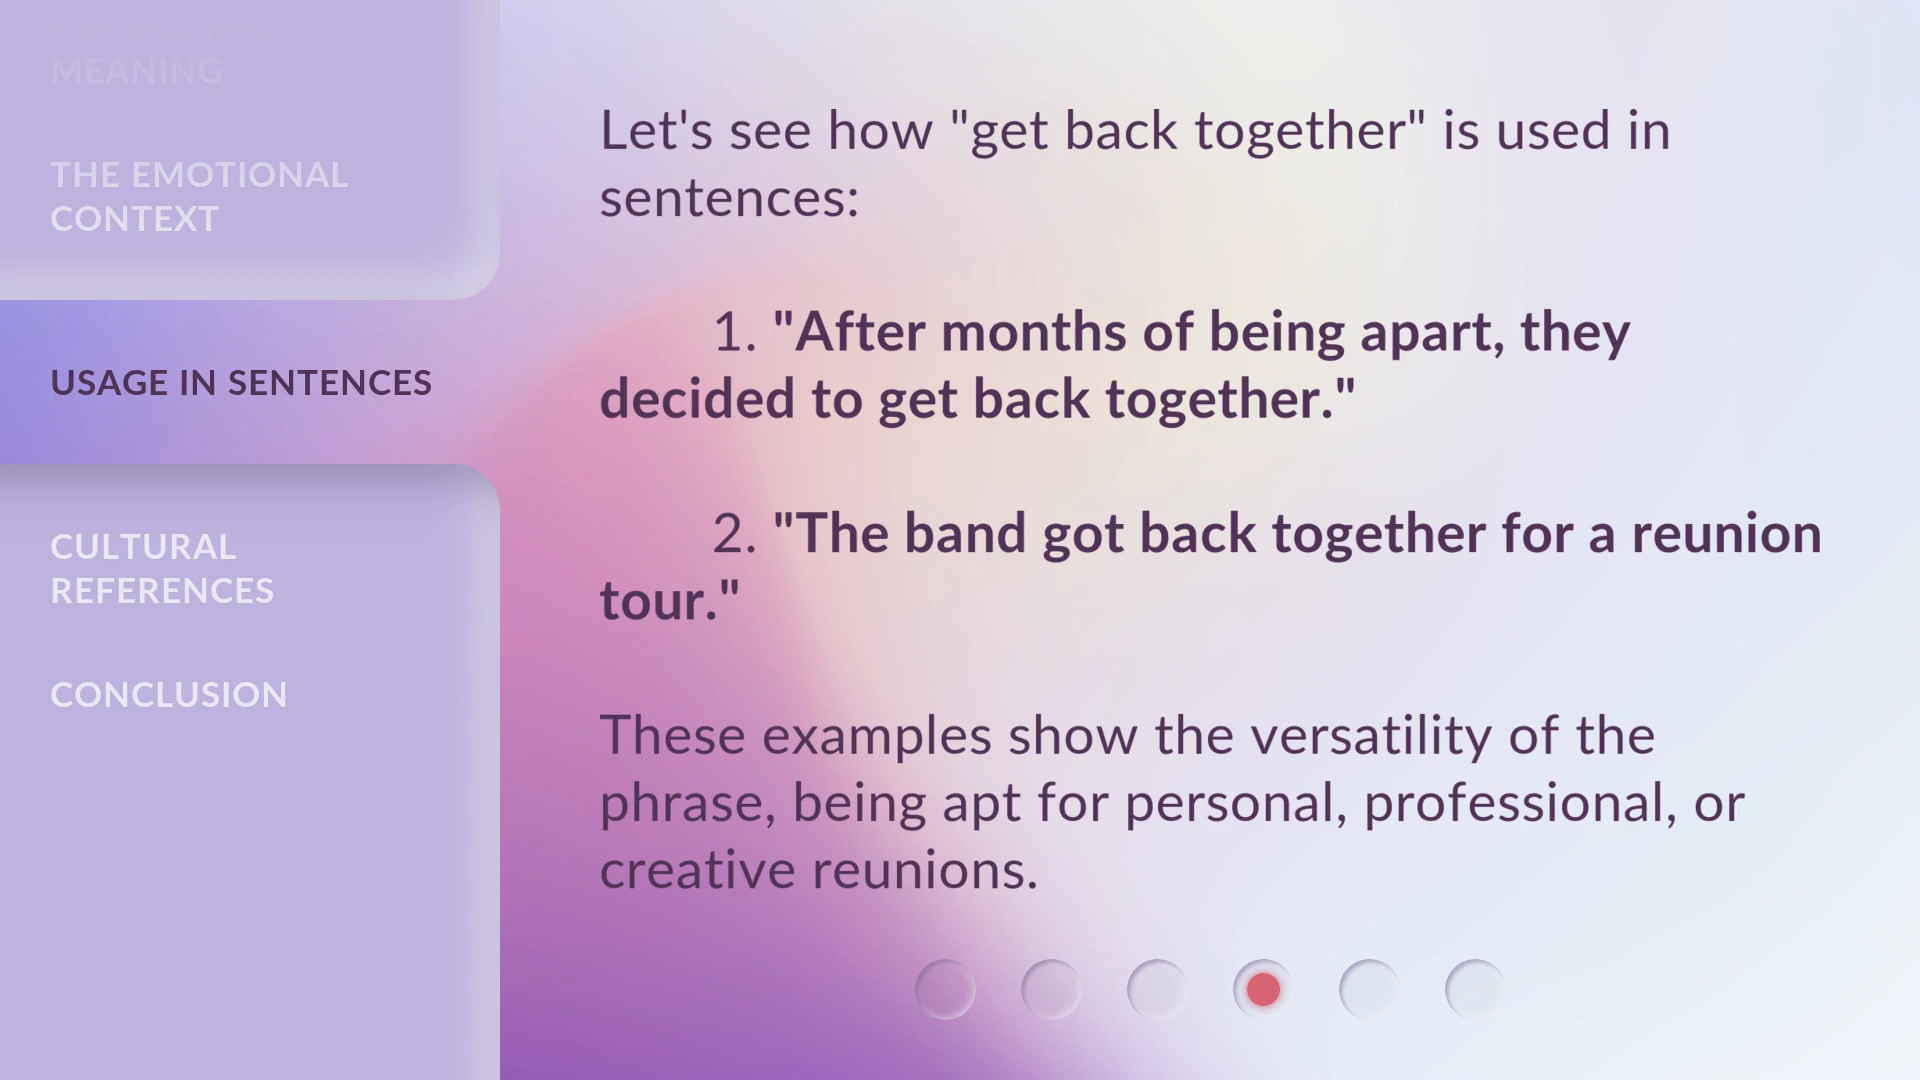 THE LITERAL
MEANING
THE EMOTIONAL
CONTEXT
USAGE IN SENTENCES
CULTURAL
REFERENCES
CONCLUSION
Let's see how "get back together" is used in
sentences:
1. "After months of being apart, they
decided to get back together."
2. "The band got back together for a reunion
tour."
These examples show the versatility of the
phrase, being apt for personal, professional, or
creative reunions.